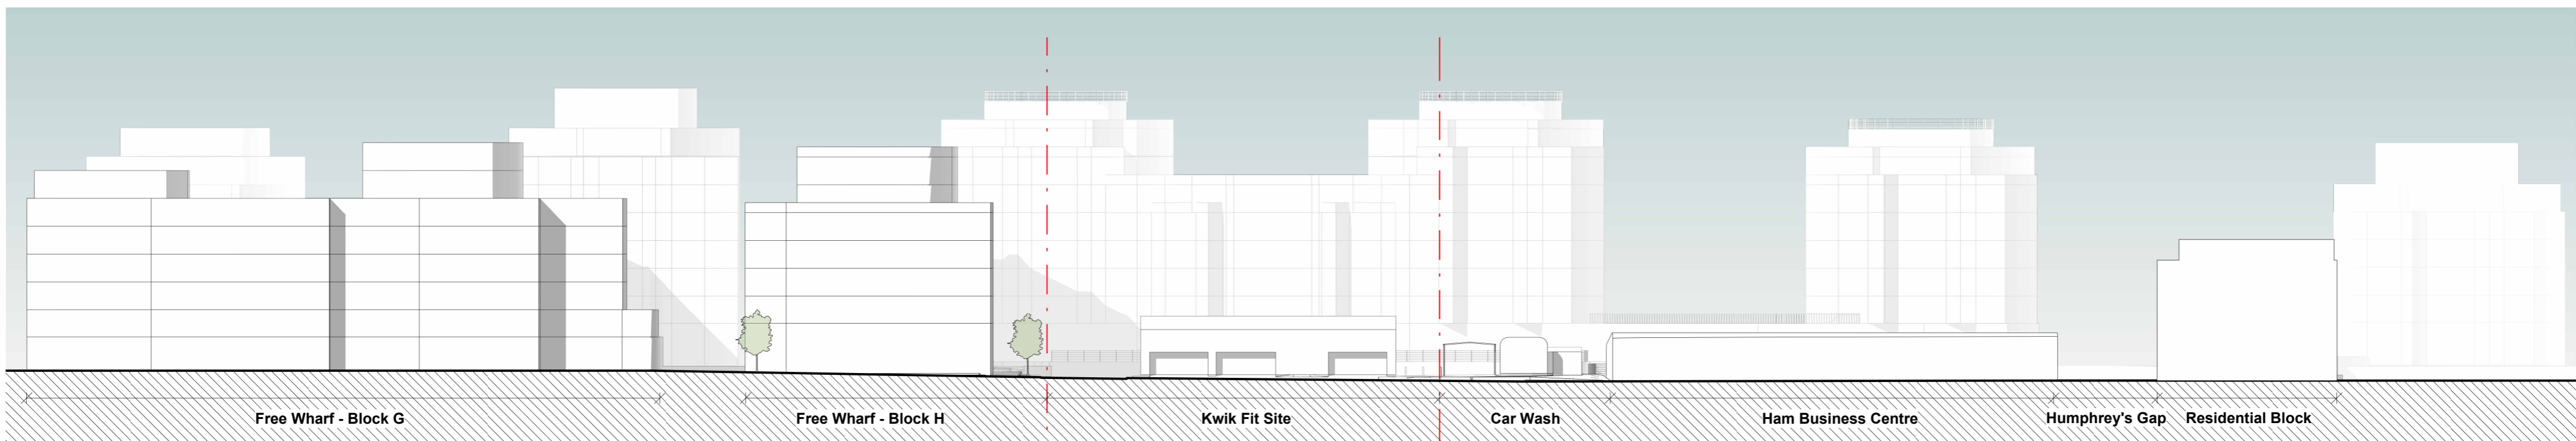 Free Wharf - Block G
Free Wharf - Block H
Kwik Fit Site
Car Wash
Ham Business Centre
Humphrey's Gap
Residential Block